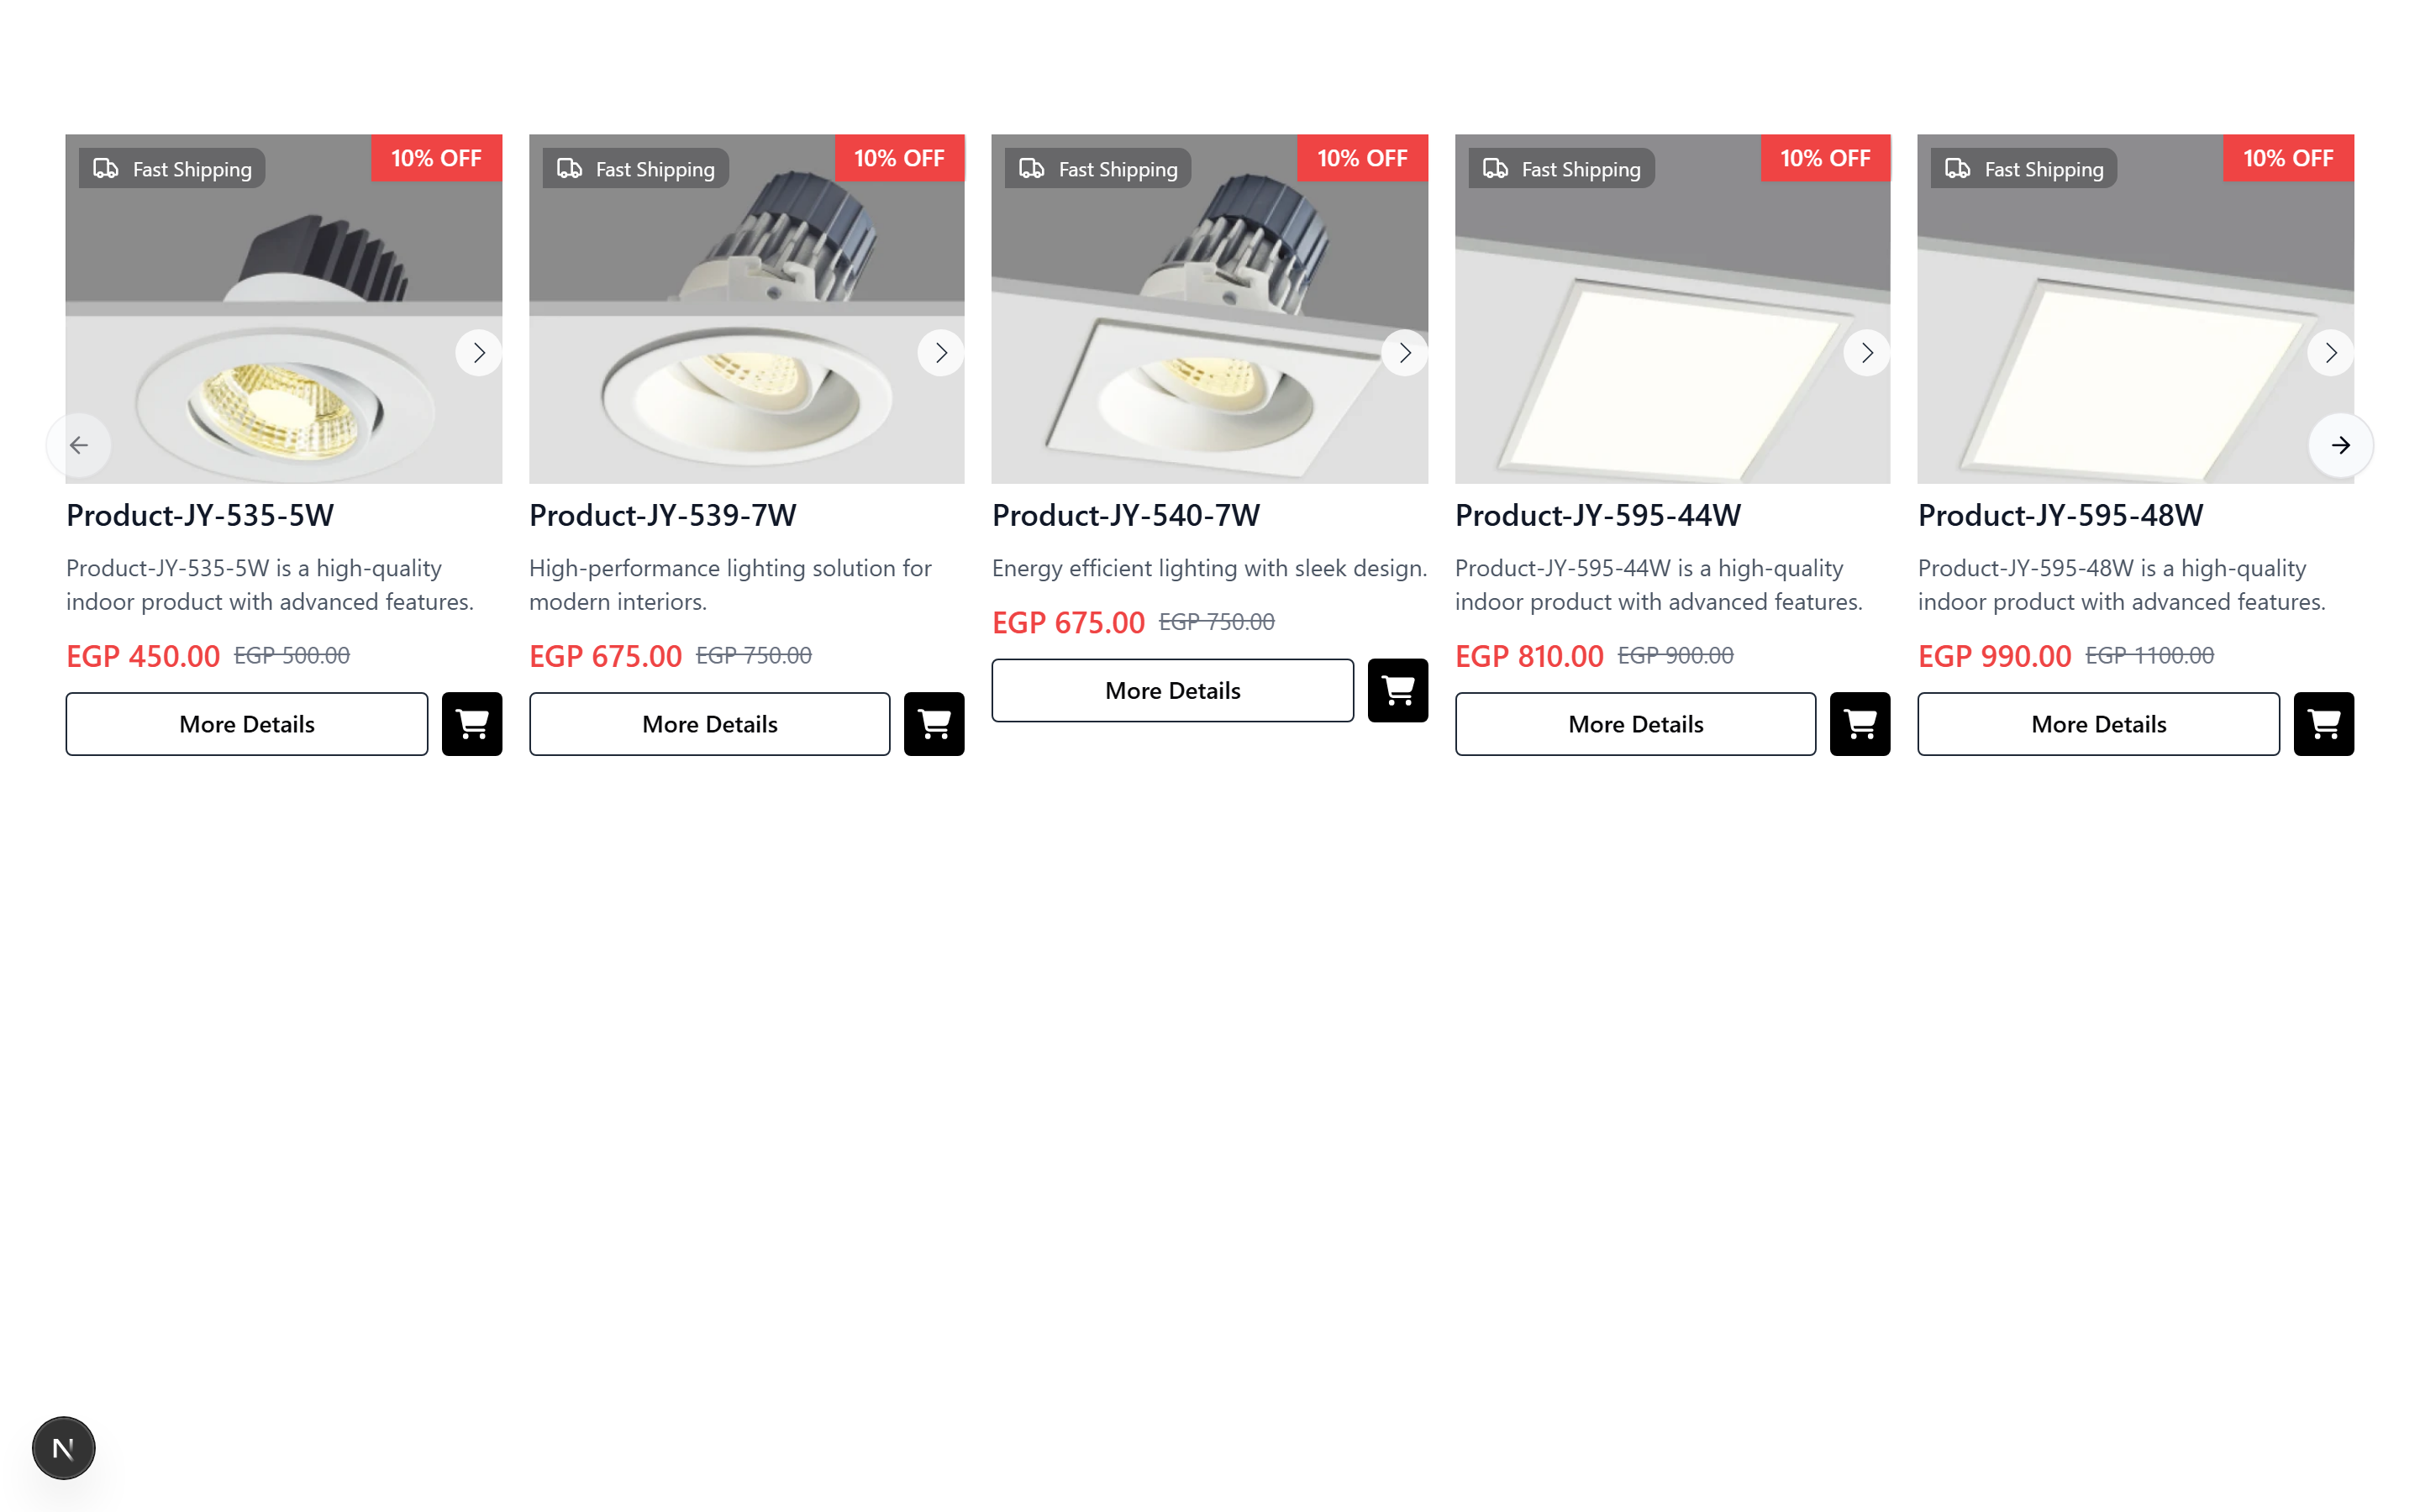 Fast Shipping
10% OFF
Product-JY-535-5W
Product-JY-535-5W is a high-quality
indoor product with advanced features.
EGP 450.00 EGP 500.00
More Details
Fast Shipping
10% OFF
Product-JY-539-7W
High-performance lighting solution for
modern interiors.
EGP 675.00 EGP 750.00
More Details
Fast Shipping
10% OFF
Product-JY-540-7W
Energy efficient lighting with sleek design.
EGP 675.00 EGP 750.00
More Details
Fast Shipping
10% OFF
Product-JY-595-44W
Product-JY-595-44W is a high-quality
indoor product with advanced features.
EGP 810.00 EGP 900.00
More Details
Fast Shipping
10% OFF
Product-JY-595-48W
Product-JY-595-48W is a high-quality
indoor product with advanced features.
EGP 990.00 EGP 1100.00
More Details
N